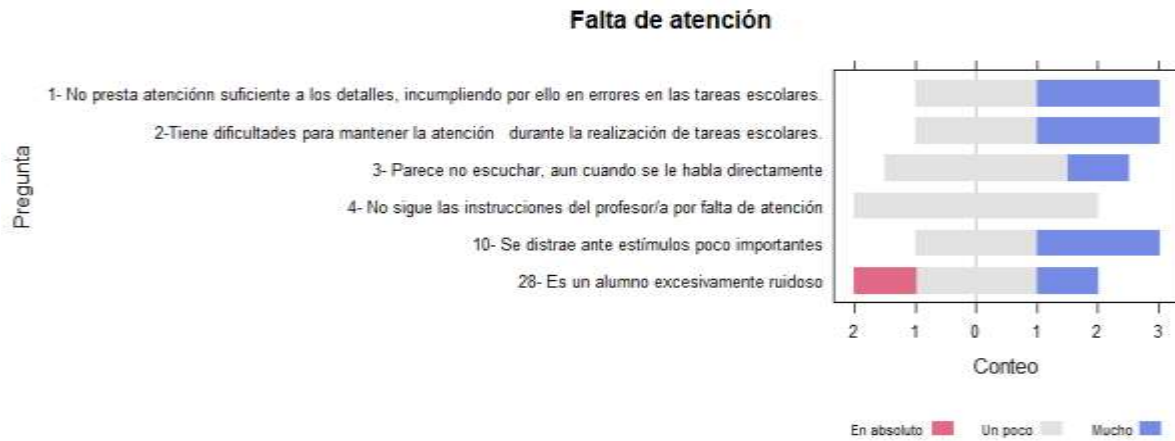 Falta de atención
1- No presta atenciónn suficiente a los detalles, incumpliendo por ello en errores en las tareas escolares.
2-Tiene dificultades para mantener la atención durante la realización de tareas escolares.
3- Parece no escuchar, aun cuando se le habla directamente
4- No sigue las instrucciones del profesor/a por falta de atención
10- Se distrae ante estímulos poco importantes
28- Es un alumno excesivamente ruidoso
Pregunta
2 1 0 1 2 3
Conteo
En absoluto Un poco Mucho